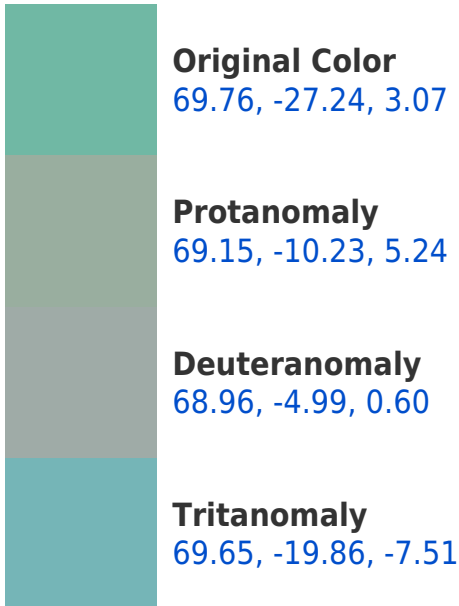 Original Color
69.76, -27.24, 3.07
Protanomaly
69.15, -10.23, 5.24
Deuteranomaly
68.96, -4.99, 0.60
Tritanomaly
69.65, -19.86, -7.51